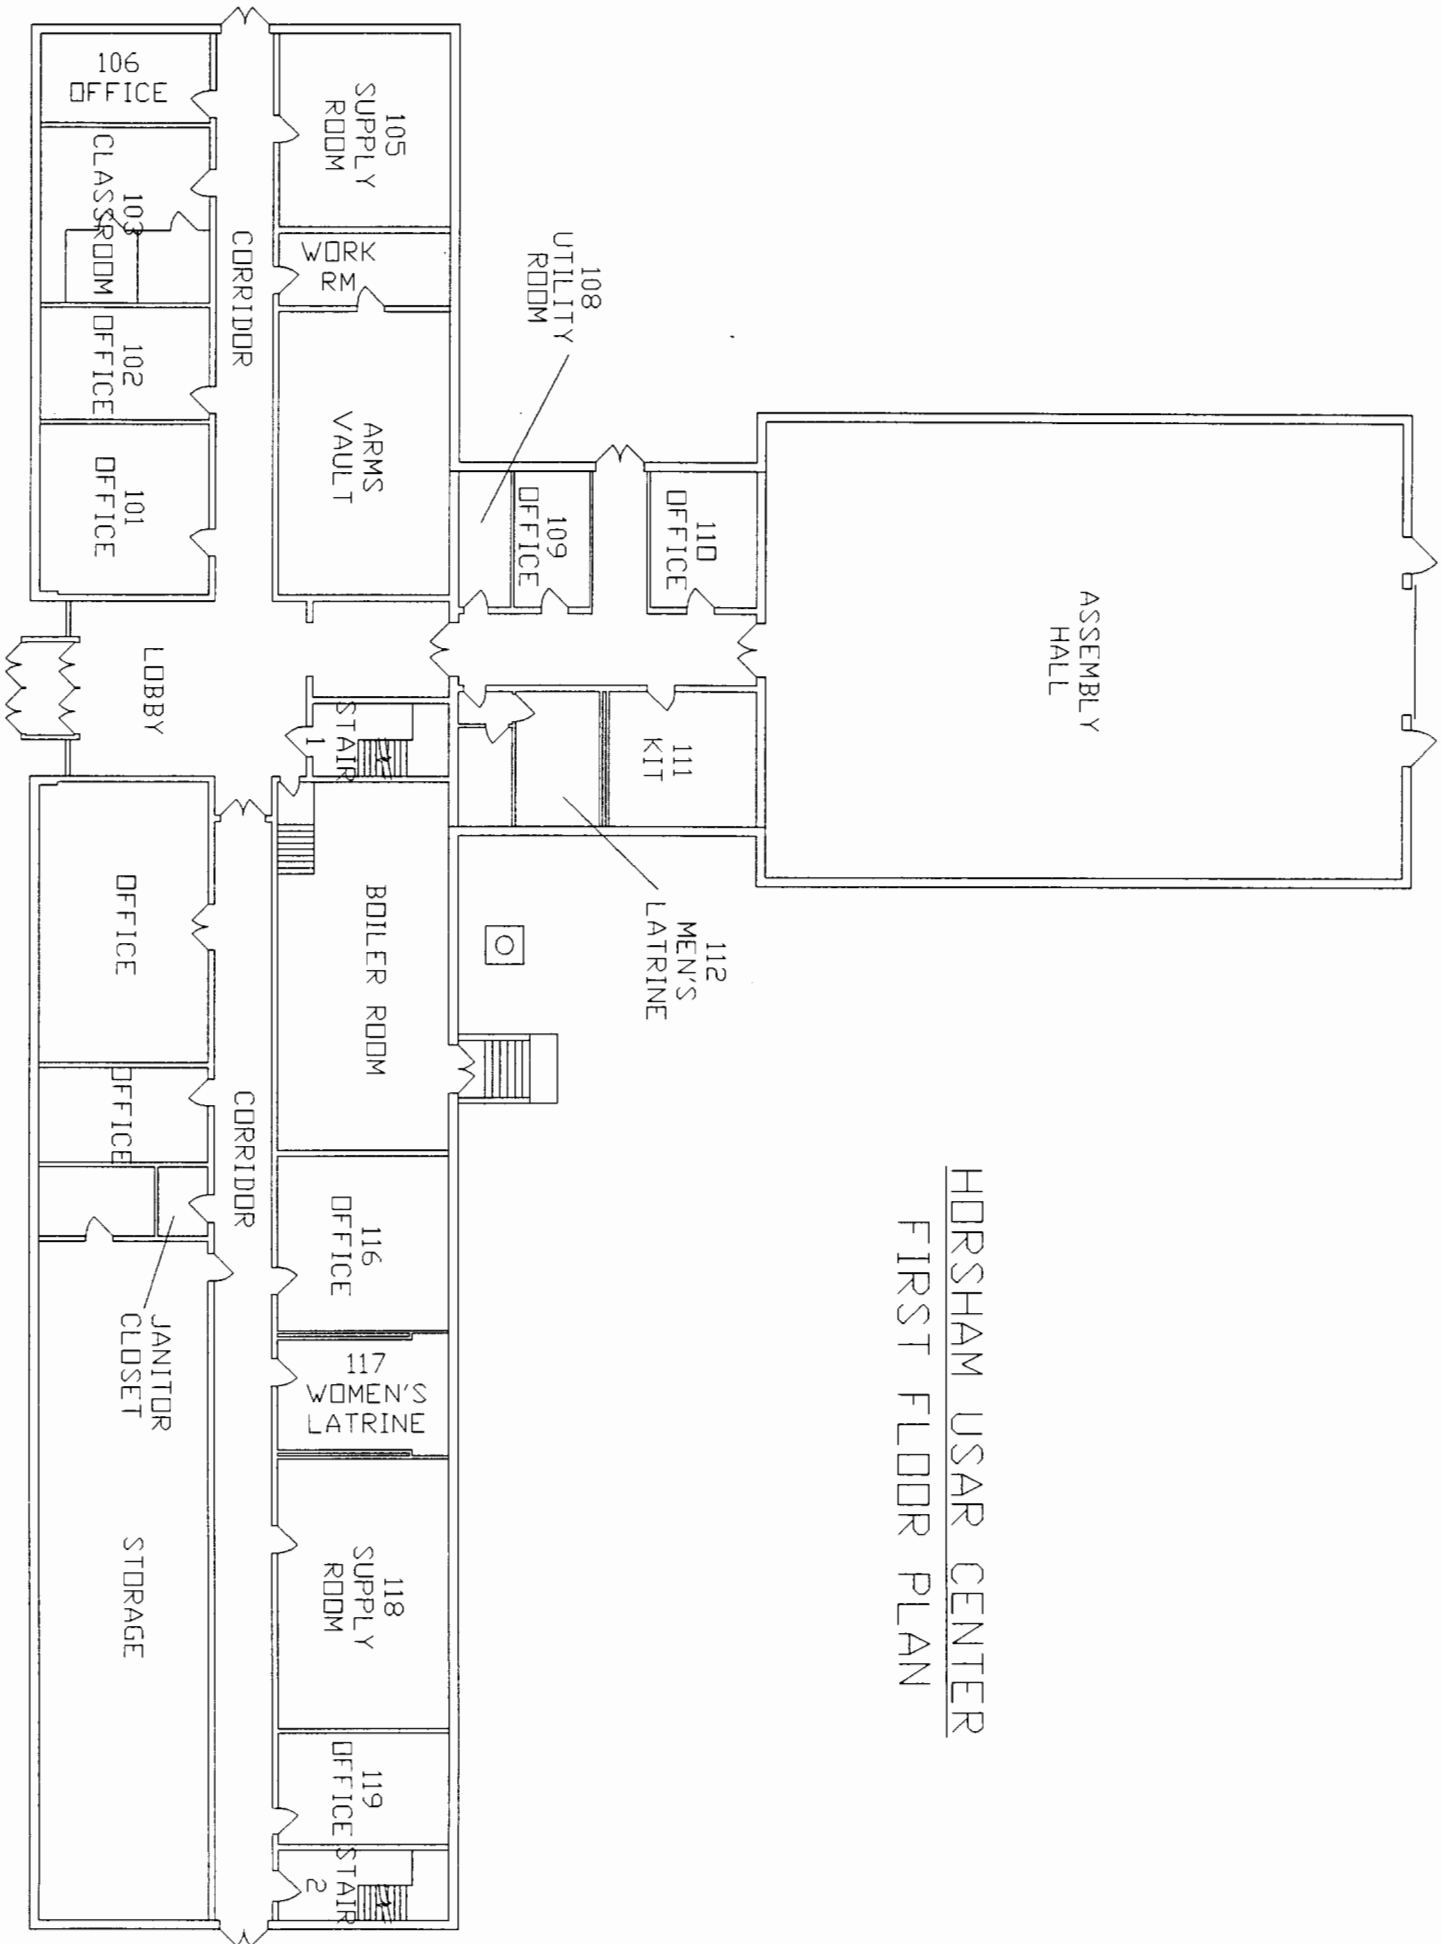 HORSHAM USAR CENTER
FIRST FLOOR PLAN
106
OFFICE
103
CLASSROOM
102
OFFICE
101
OFFICE
CORRIDOR
105
SUPPLY
ROOM
WORK
RM
ARMS
VAULT
108
UTILITY
ROOM
109
OFFICE
110
OFFICE
ASSEMBLY
HALL
LOBBY
STAIR
1
111
KIT
112
MEN'S
LATRINE
OFFICE
BOILER ROOM
OFFICE
CORRIDOR
JANITOR
CLOSET
116
OFFICE
117
WOMEN'S
LATRINE
STORAGE
118
SUPPLY
ROOM
119
OFFICE
STAIR
2